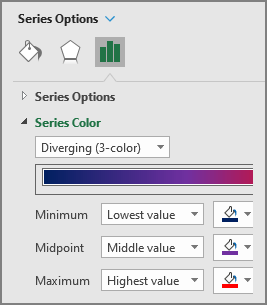 Series Options
Series Options
Series Color
Diverging (3-color)
Minimum Lowest value
Midpoint Middle value
Maximum Highest value